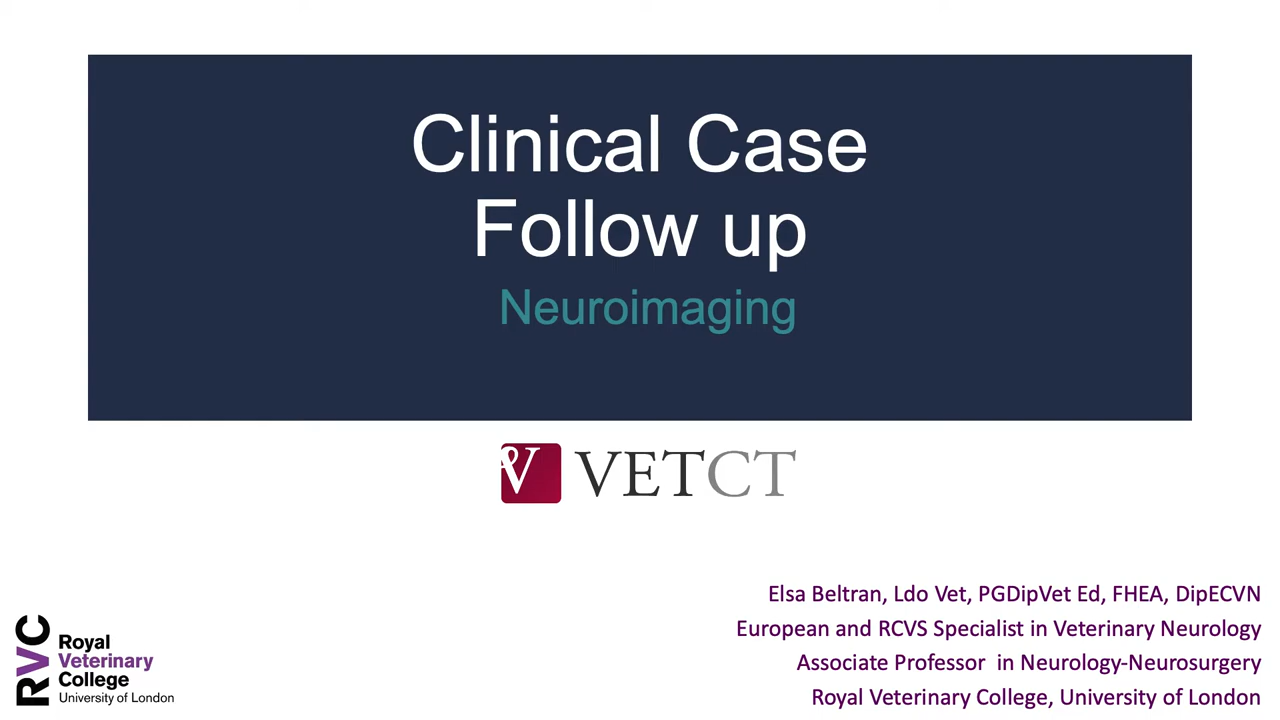 Clinical Case
Follow up
Neuroimaging
V VETCT
Elsa Beltran, Ldo Vet, PGDipVet Ed, FHEA, DipECVN
European and RCVS Specialist in Veterinary Neurology
Associate Professor in Neurology-Neurosurgery
Royal Veterinary College, University of London
RVC
Royal
Veterinary
College
University of London